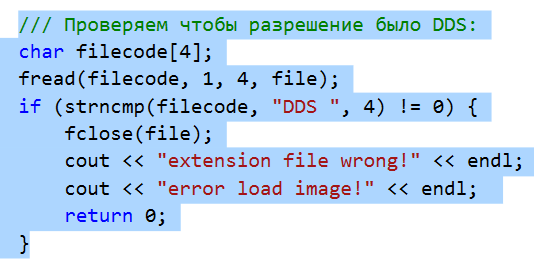 /// Проверяем чтобы разрешение было DDS:
char filecode[4];
fread(filecode, 1, 4, file);
if (strncmp(filecode, "DDS ", 4) != 0) {
    fclose(file);
    cout << "extension file wrong!" << endl;
    cout << "error load image!" << endl;
    return 0;
}